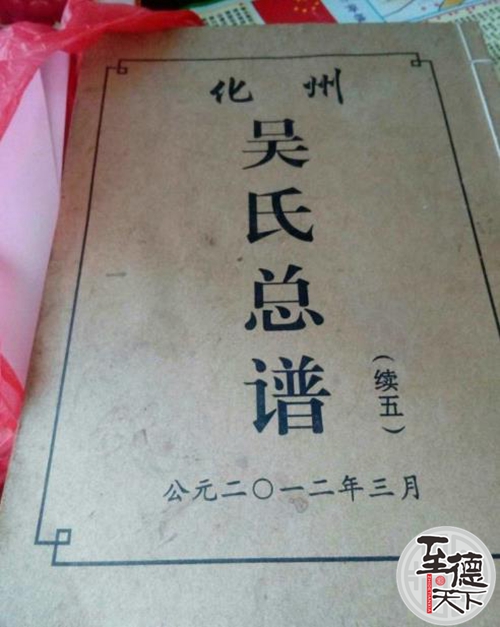 化州
吴氏总谱
（续五）
公元二〇一二年三月
至德天下